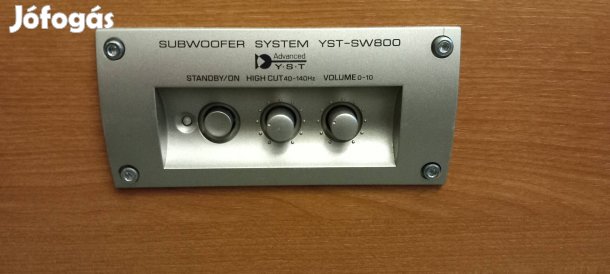 Jófogás
SUBWOOFER SYSTEM YST-SW800
Advanced
Y·S·T
STANDBY/ON HIGH CUT 40-140Hz VOLUME 0-10